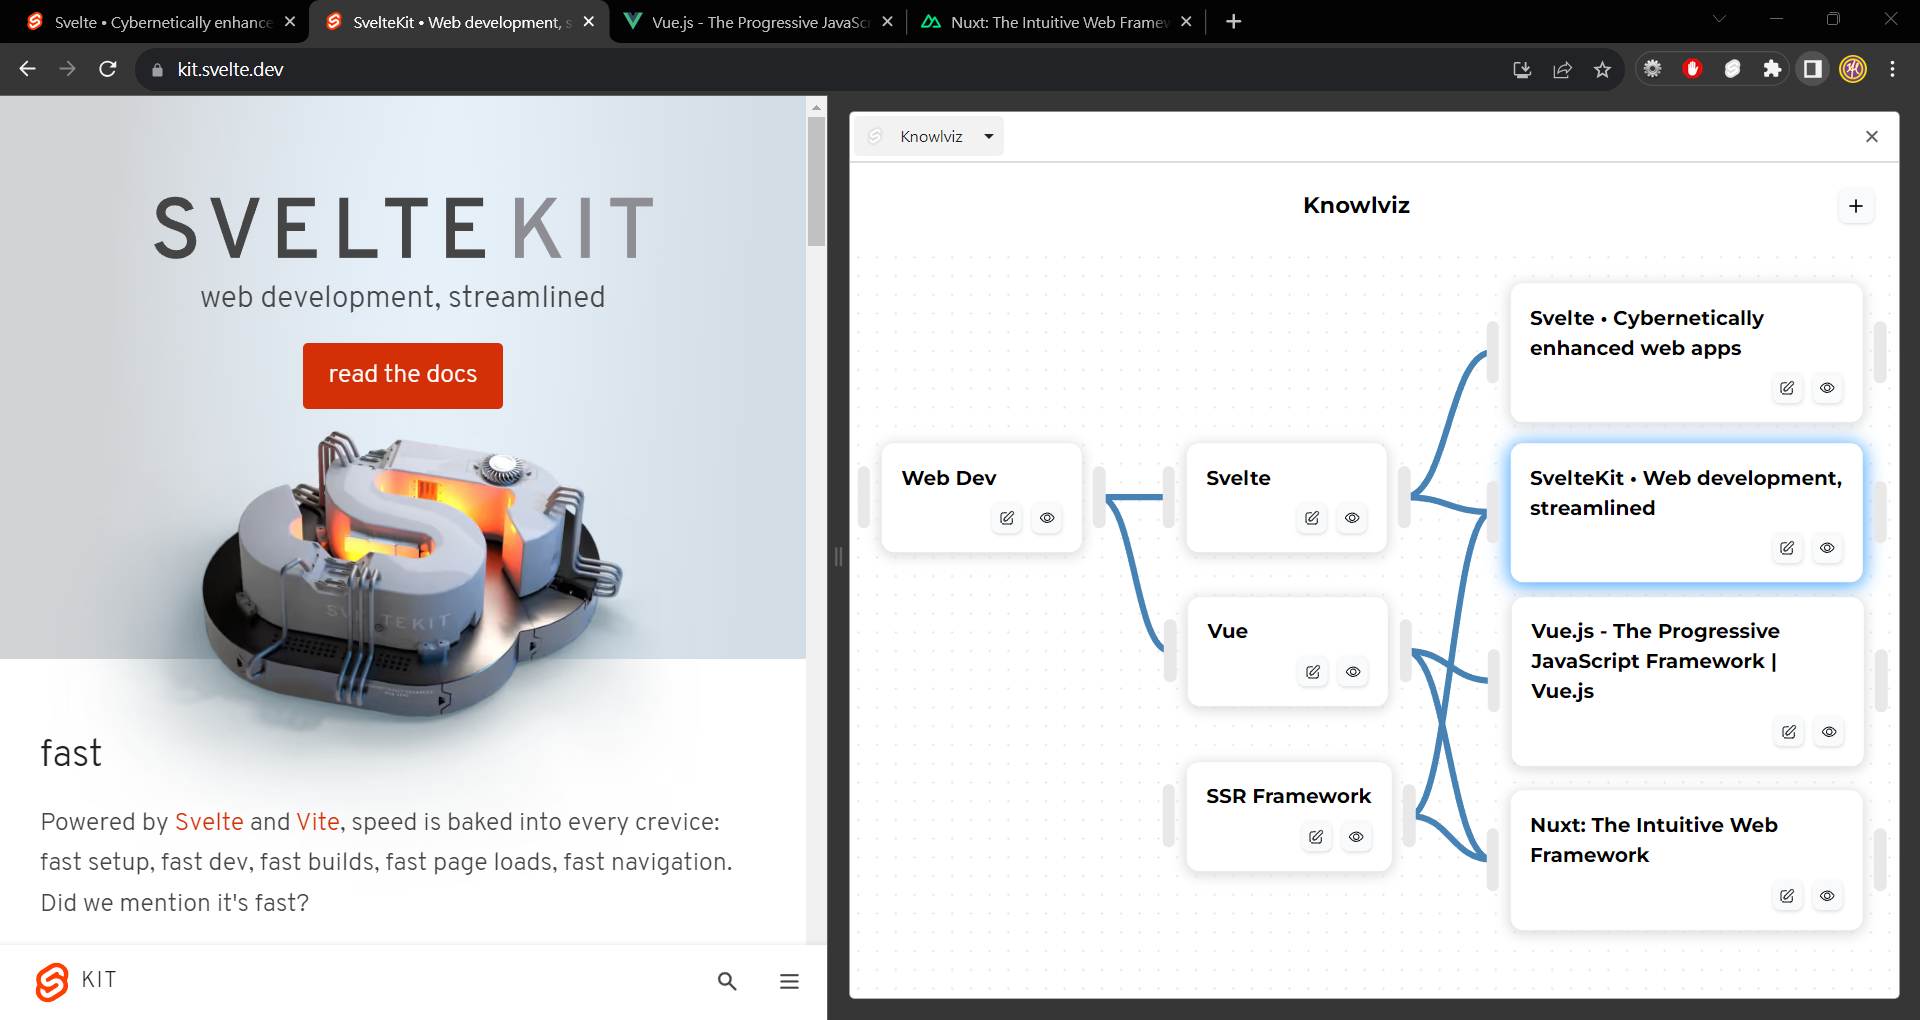 Svelte • Cybernetically enhance
SvelteKit • Web development, s
Vue.js - The Progressive JavaScr
Nuxt: The Intuitive Web Framew
kit.svelte.dev
SVELTE KIT
web development, streamlined
read the docs
SVELTEKIT
fast
Powered by Svelte and Vite, speed is baked into every crevice:
fast setup, fast dev, fast builds, fast page loads, fast navigation.
Did we mention it's fast?
KIT
Knowlviz
Knowlviz
Web Dev
Svelte
Vue
SSR Framework
Svelte • Cybernetically
enhanced web apps
SvelteKit • Web development,
streamlined
Vue.js - The Progressive
JavaScript Framework |
Vue.js
Nuxt: The Intuitive Web
Framework